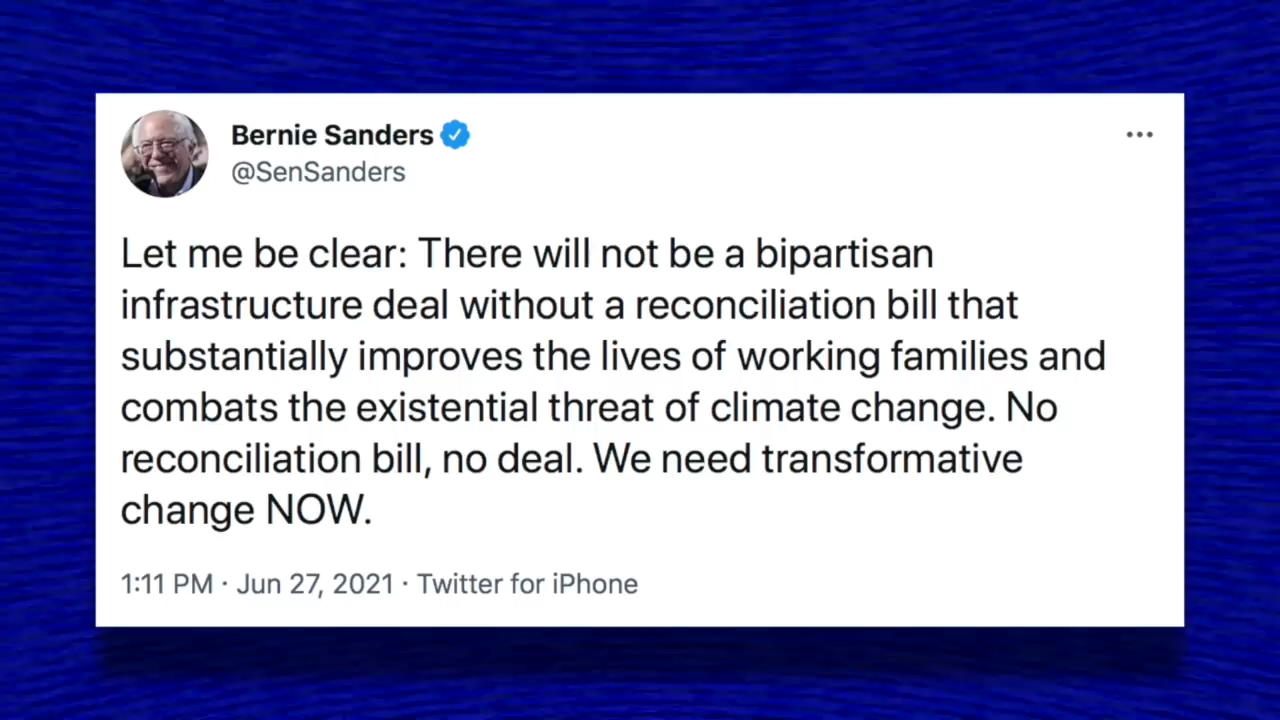 Bernie Sanders
@SenSanders
Let me be clear: There will not be a bipartisan
infrastructure deal without a reconciliation bill that
substantially improves the lives of working families and
combats the existential threat of climate change. No
reconciliation bill, no deal. We need transformative
change NOW.
1:11 PM · Jun 27, 2021 · Twitter for iPhone